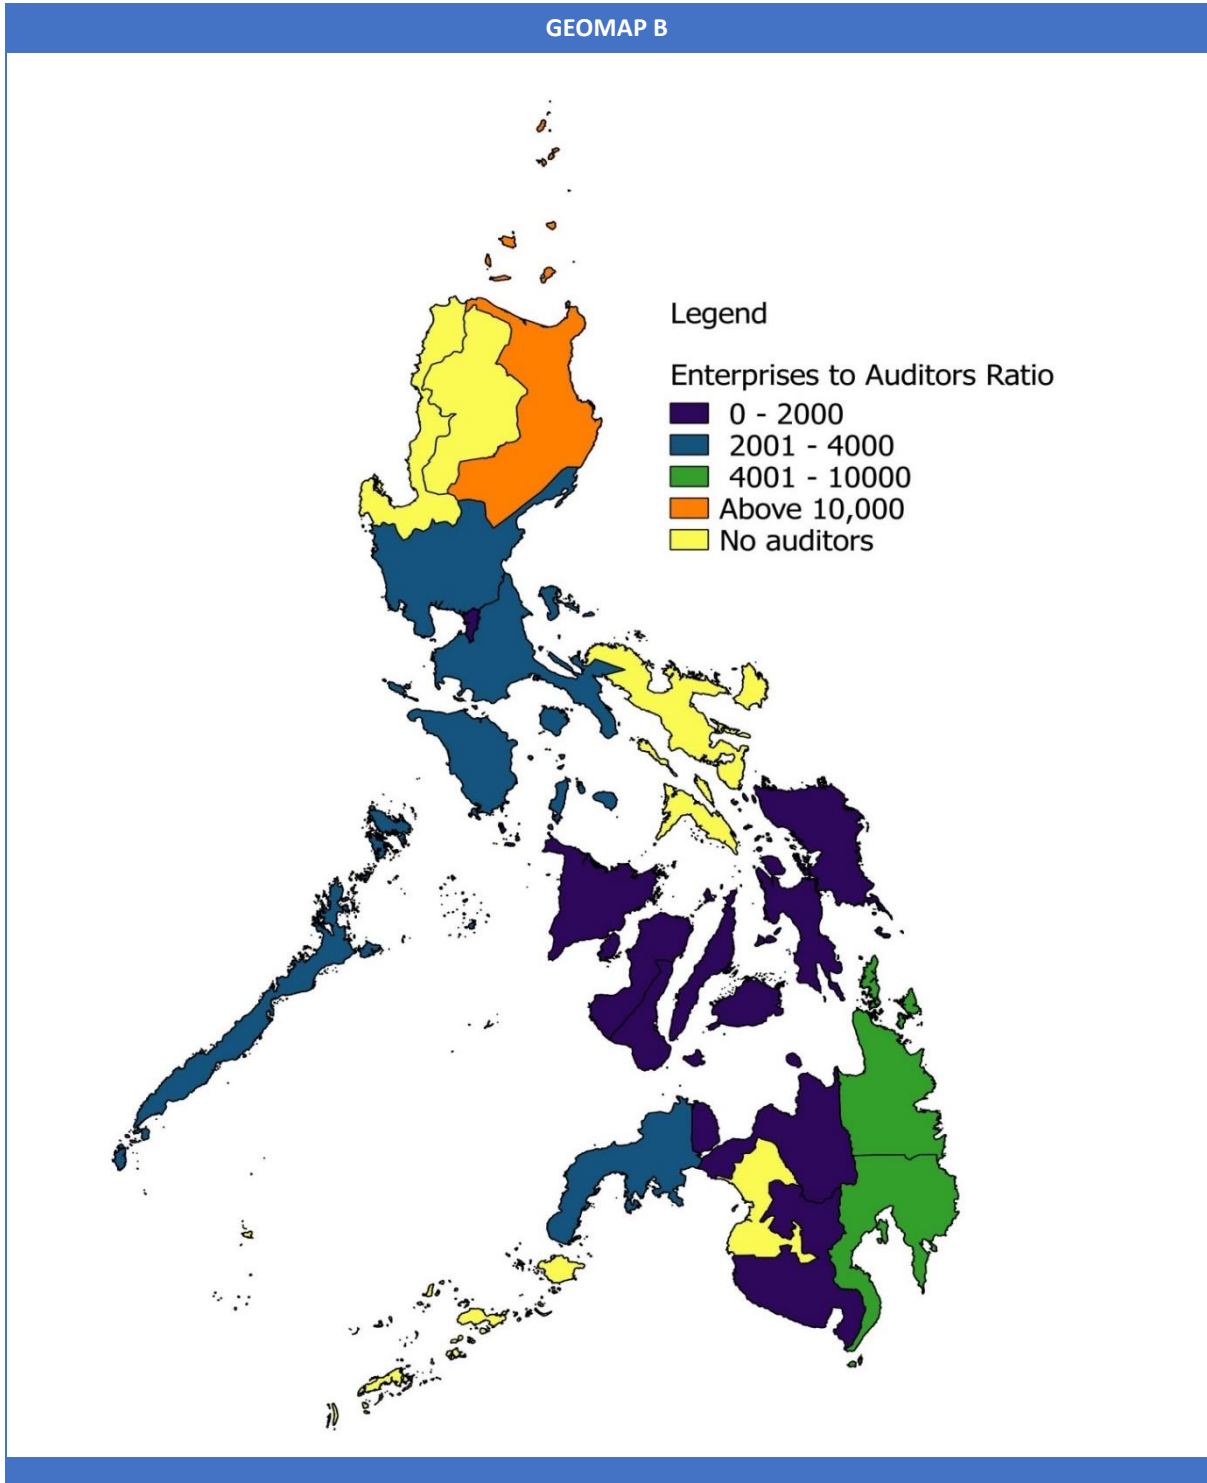 GEOMAP B
Legend
Enterprises to Auditors Ratio
0 - 2000
2001 - 4000
4001 - 10000
Above 10,000
No auditors